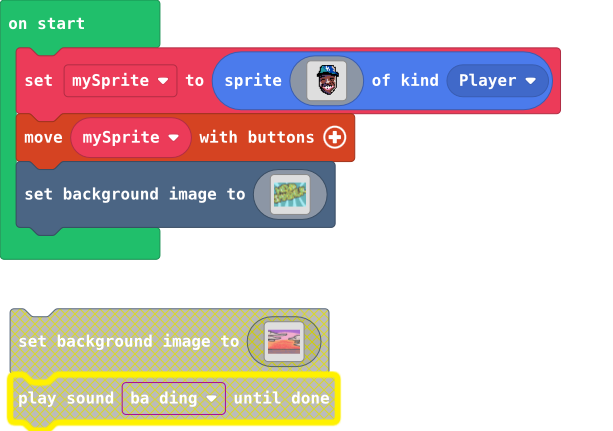 on start
set mySprite to sprite of kind Player
move mySprite with buttons
set background image to
set background image to
play sound ba ding until done